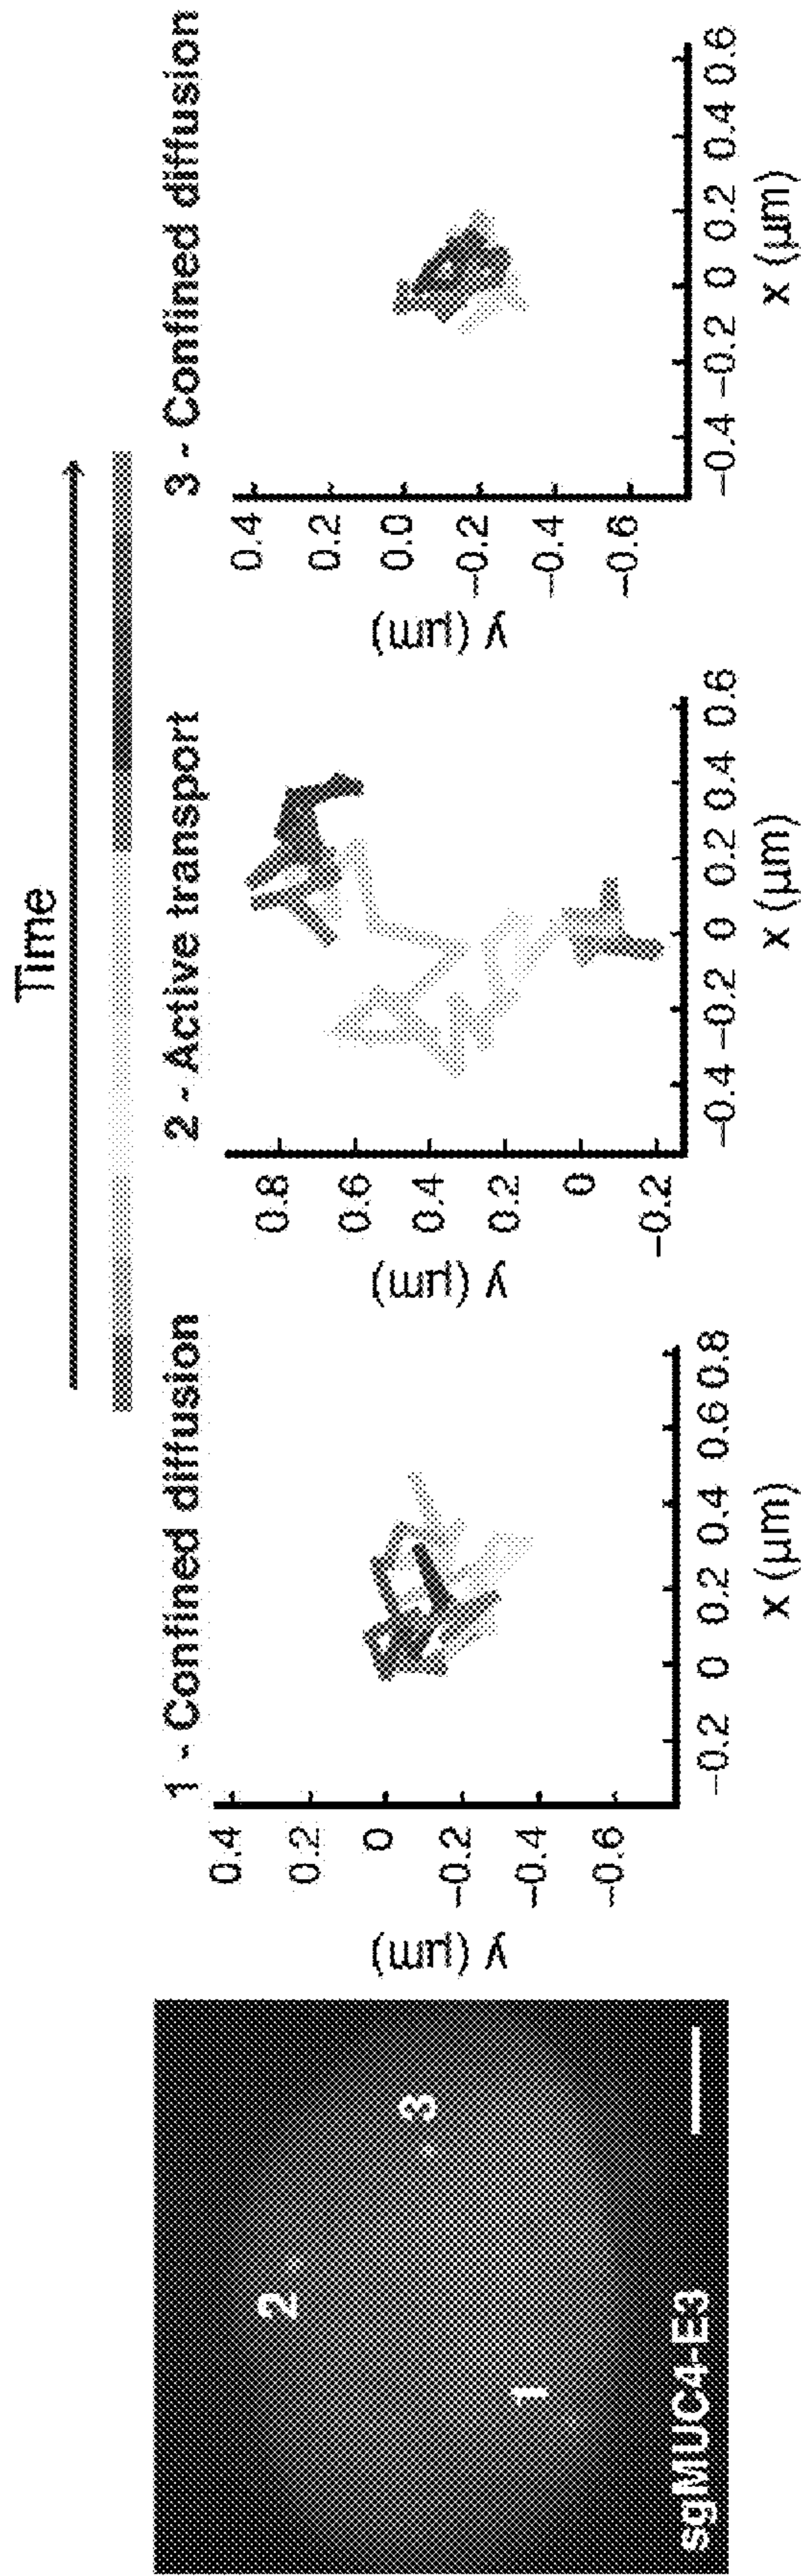 Time
1 - Confined diffusion
2 - Active transport
3 - Confined diffusion
1
2
3
sgMUC4-E3
y (μm)
0.4
0.2
0
−0.2
−0.4
−0.6
−0.2 0 0.2 0.4 0.6 0.8
x (μm)
y (μm)
0.8
0.6
0.4
0.2
0
−0.2
−0.4 −0.2 0 0.2 0.4 0.6
x (μm)
y (μm)
0.4
0.2
0.0
−0.2
−0.4
−0.6
−0.4 −0.2 0 0.2 0.4 0.6
x (μm)